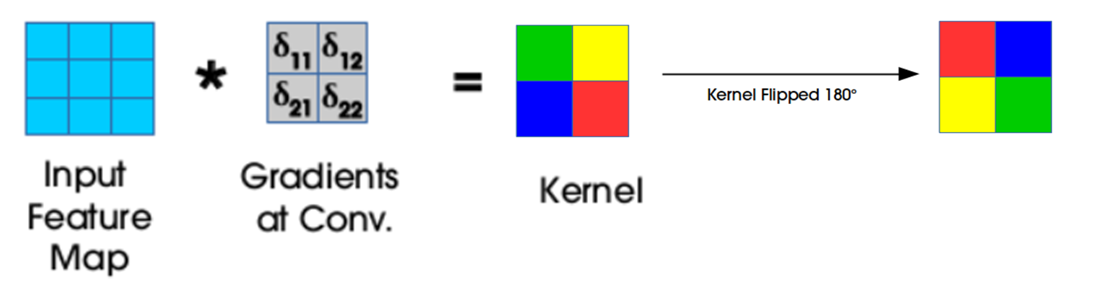 * δ11 δ12 =
δ21 δ22
Kernel Flipped 180°
Input
Feature
Map
Gradients
at Conv.
Kernel